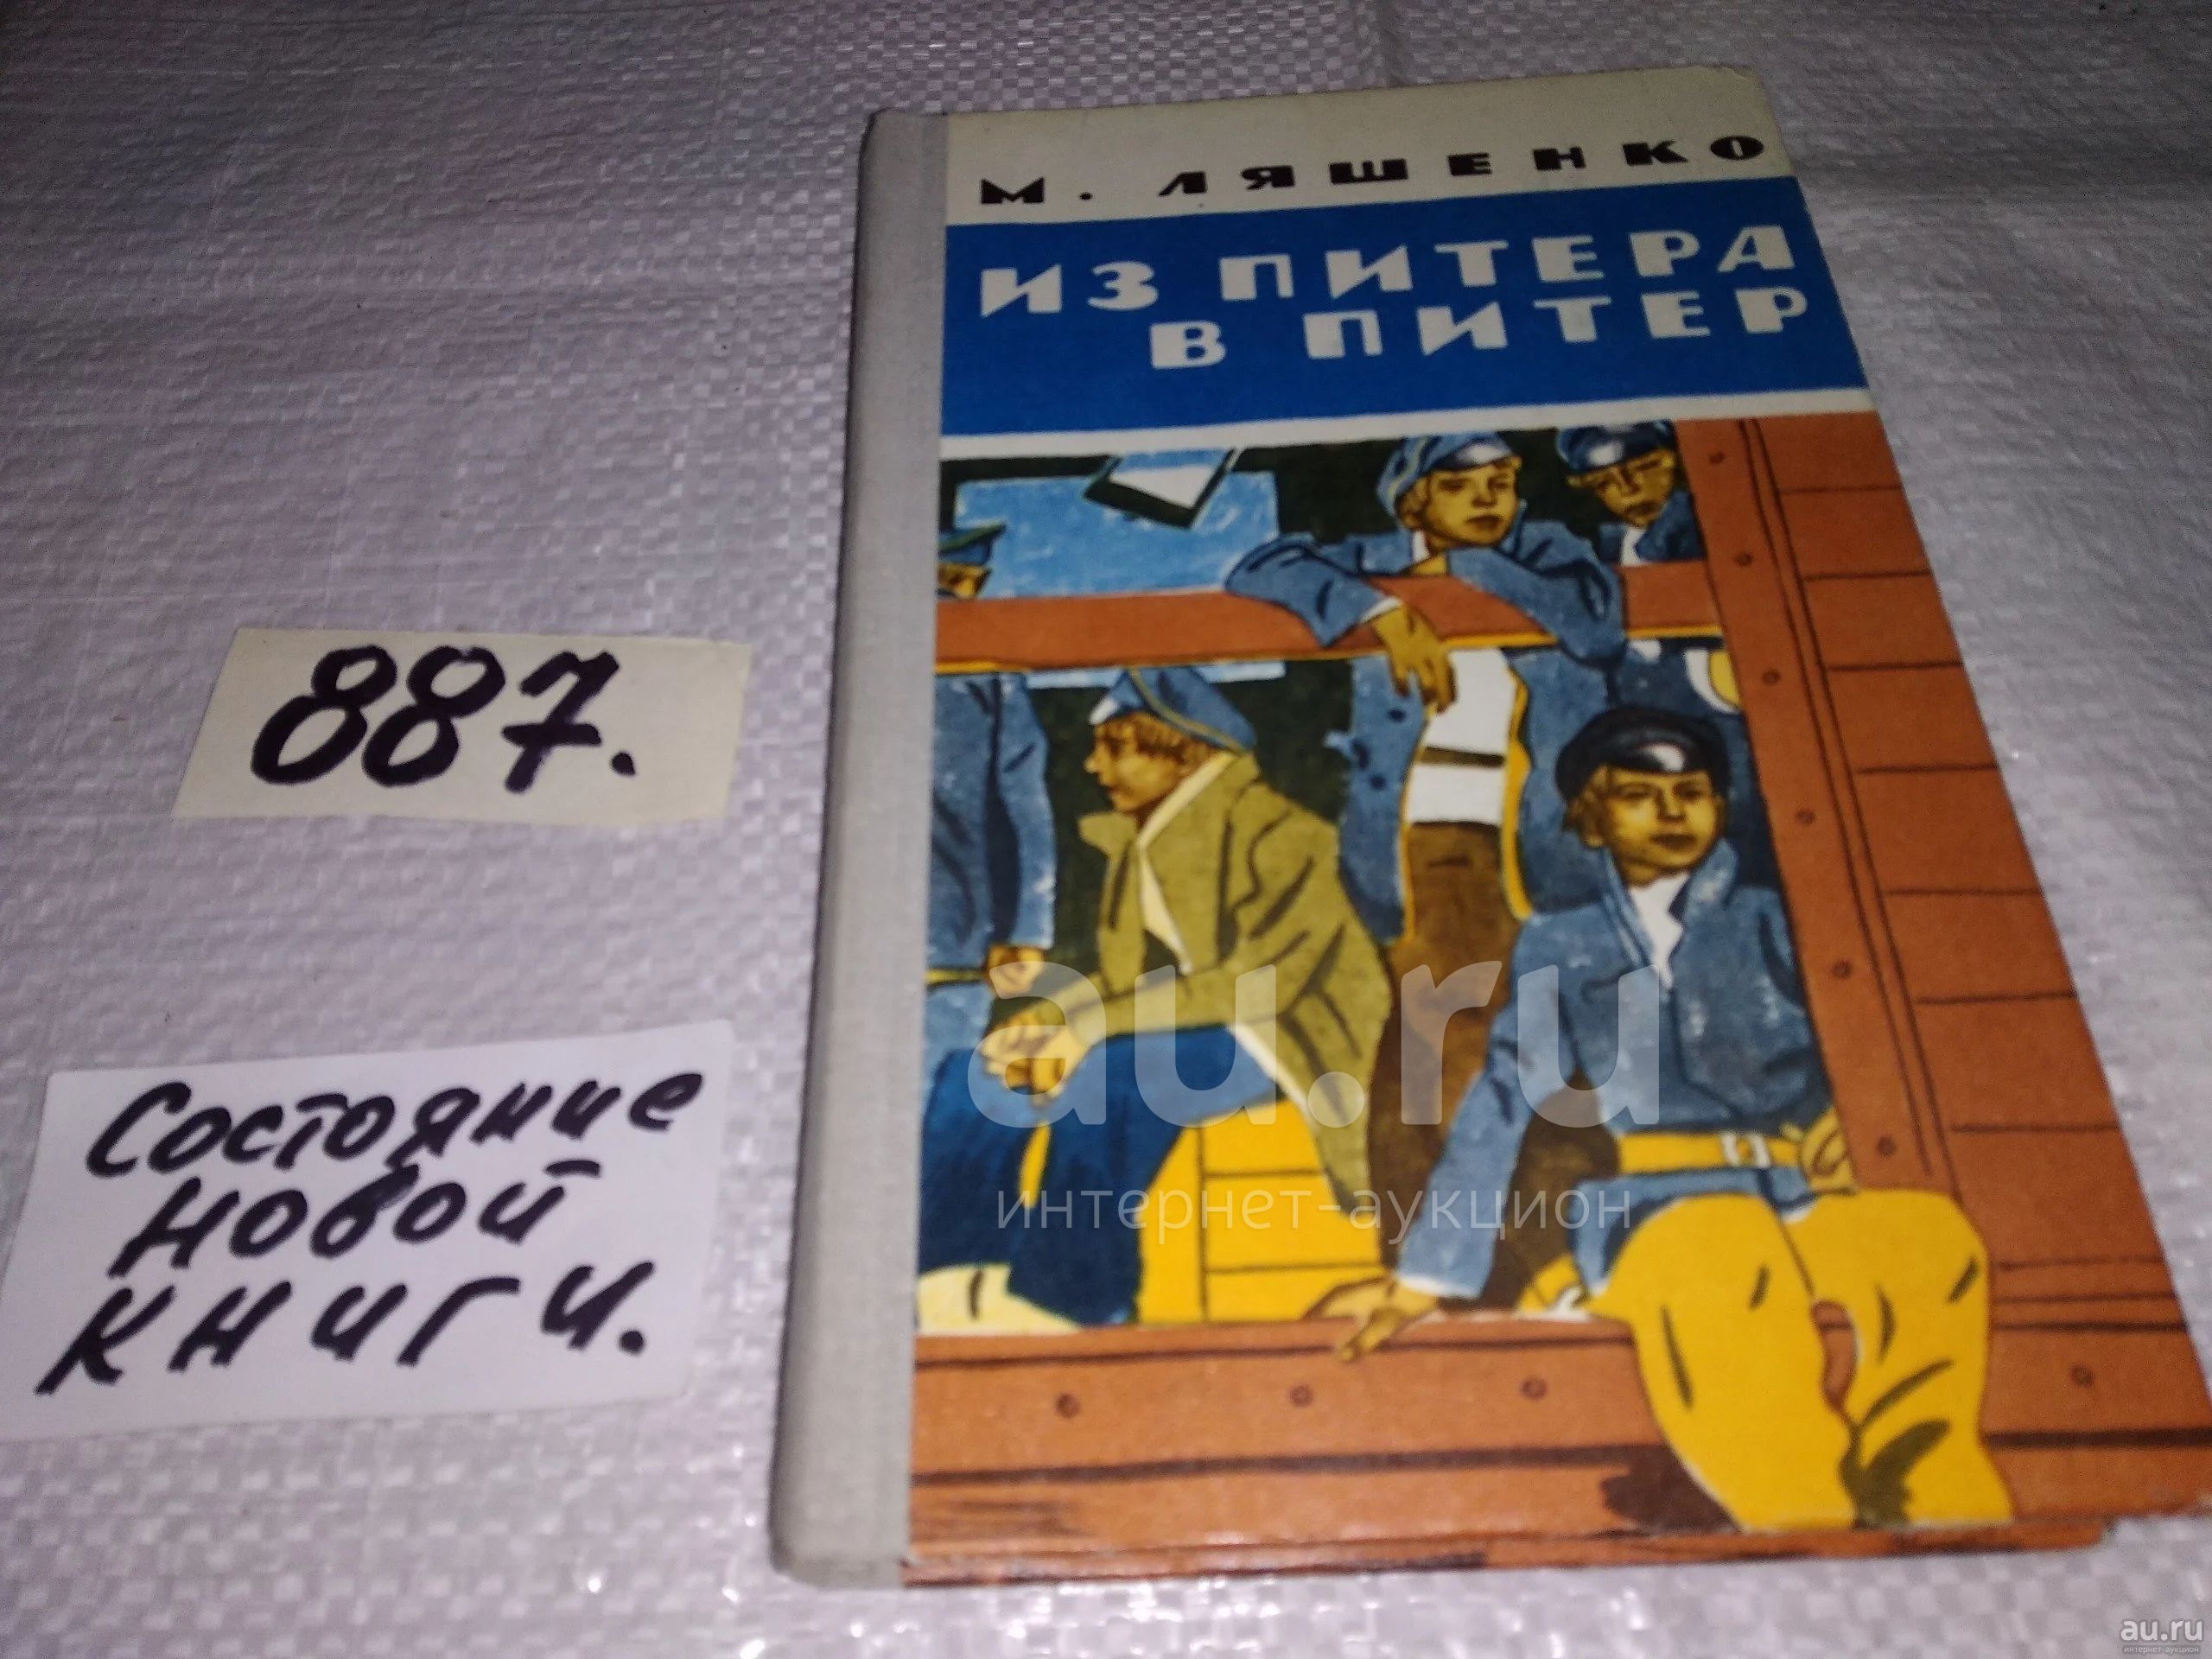 М. ЛЯШЕНКО
ИЗ ПИТЕРА
В ПИТЕР
887.
Состояние
новой
книги.
au.ru
интернет-аукцион
au.ru
интернет-аукцион